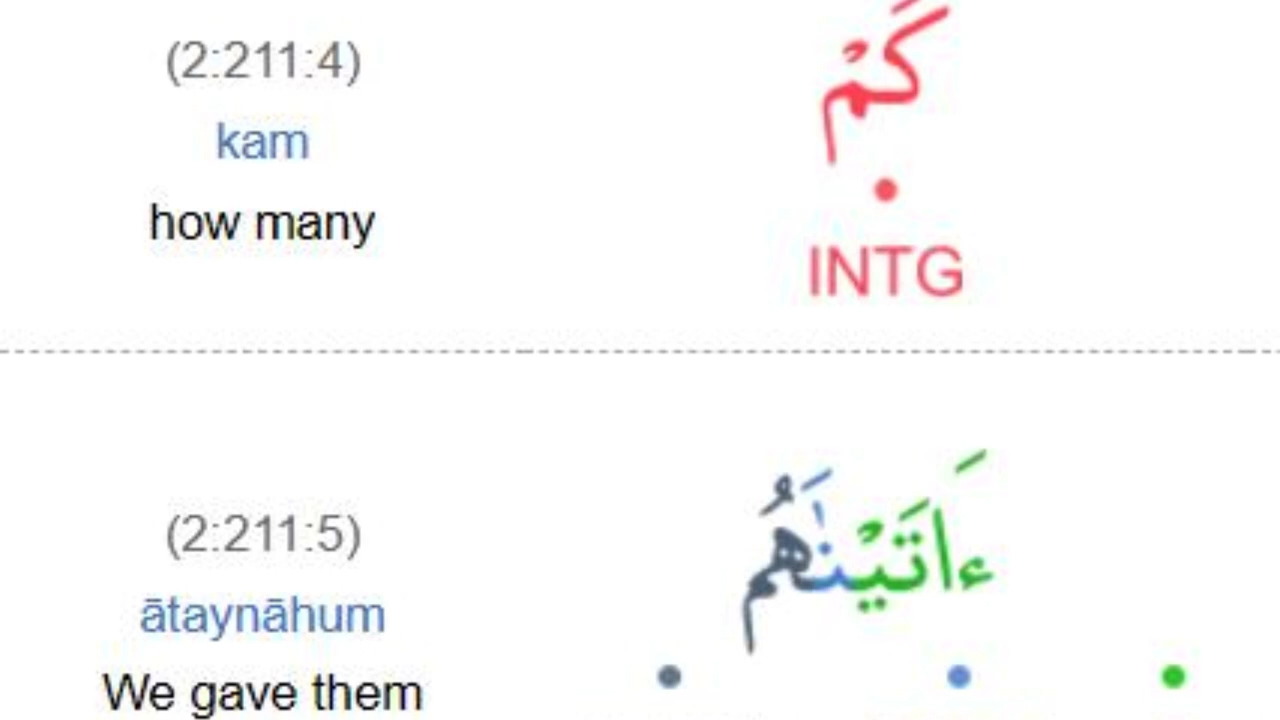 (2:211:4)
kam
how many
كَمْ
INTG
(2:211:5)
ātaynāhum
We gave them
ءَاتَيْنَٰهُم